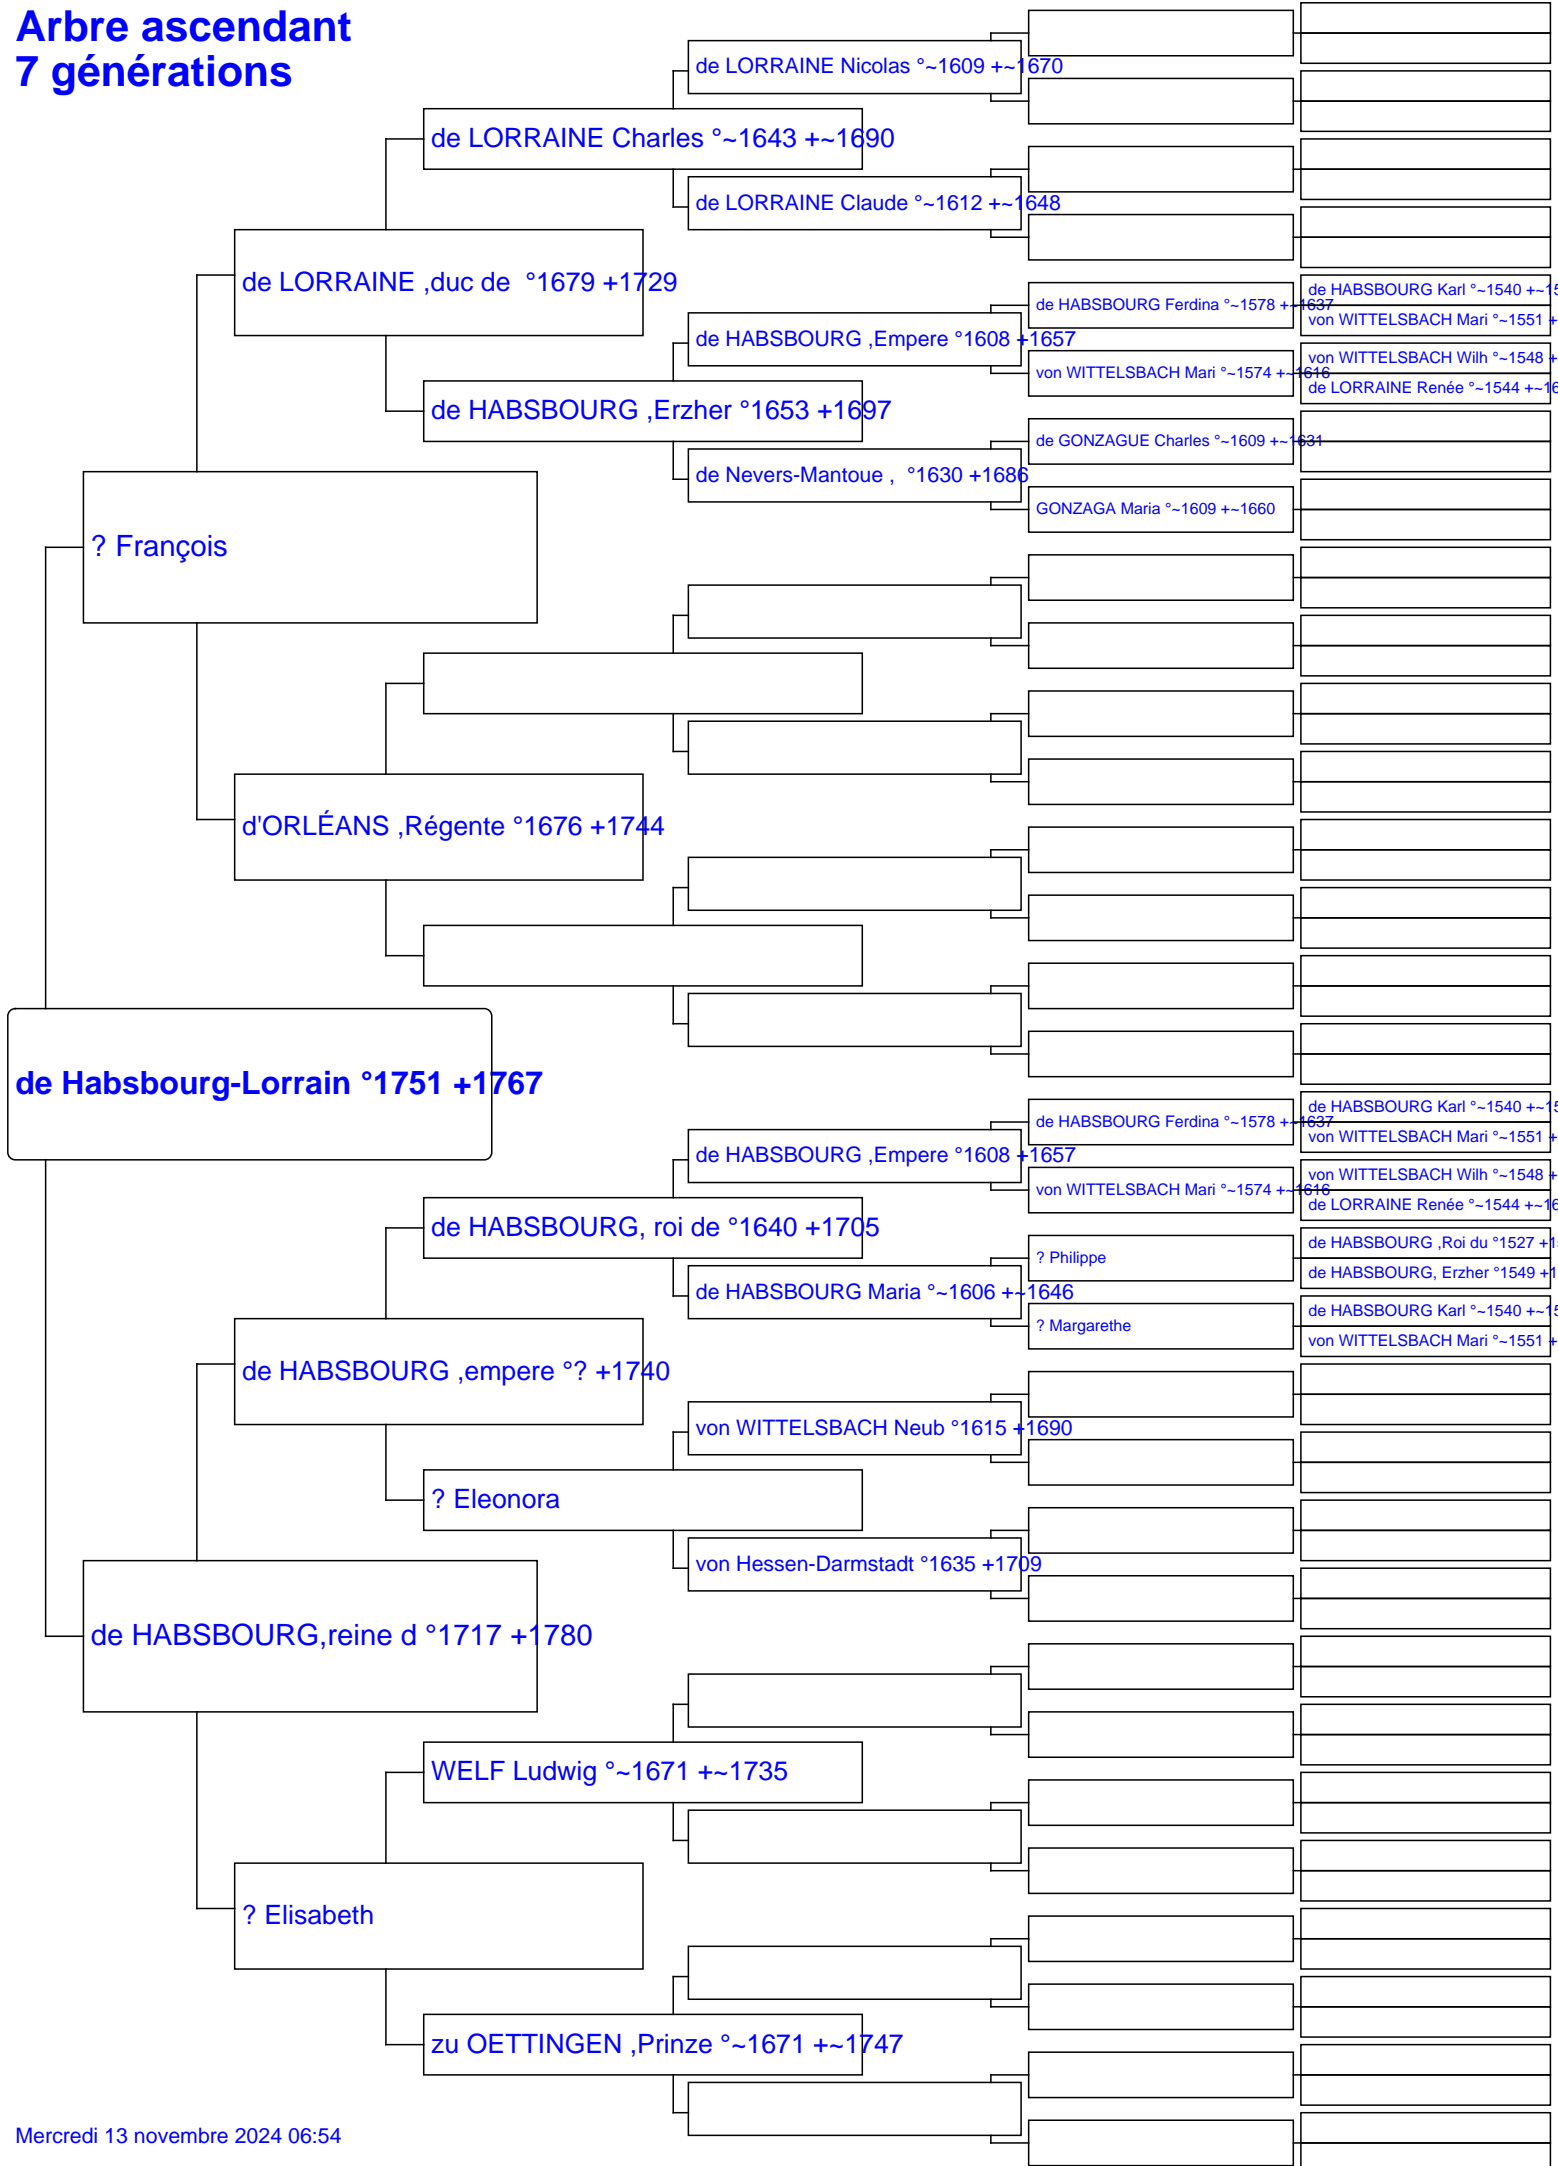 Arbre ascendant
7 générations
de LORRAINE Nicolas °~1609 +~1670
de LORRAINE Charles °~1643 +~1690
de LORRAINE Claude °~1612 +~1648
de LORRAINE ,duc de  °1679 +1729
de HABSBOURG Karl °~1540 +~15
de HABSBOURG Ferdina °~1578 +~1637
von WITTELSBACH Mari °~1551 +
de HABSBOURG ,Empere °1608 +1657
von WITTELSBACH Wilh °~1548 +
von WITTELSBACH Mari °~1574 +~1616
de LORRAINE Renée °~1544 +~16
de HABSBOURG ,Erzher °1653 +1697
de GONZAGUE Charles °~1609 +~1631
de Nevers-Mantoue ,  °1630 +1686
GONZAGA Maria °~1609 +~1660
? François
d'ORLÉANS ,Régente °1676 +1744
de Habsbourg-Lorrain °1751 +1767
de HABSBOURG Karl °~1540 +~15
de HABSBOURG Ferdina °~1578 +~1637
von WITTELSBACH Mari °~1551 +
de HABSBOURG ,Empere °1608 +1657
von WITTELSBACH Wilh °~1548 +
von WITTELSBACH Mari °~1574 +~1616
de LORRAINE Renée °~1544 +~16
de HABSBOURG, roi de °1640 +1705
de HABSBOURG ,Roi du °1527 +1
? Philippe
de HABSBOURG, Erzher °1549 +1
de HABSBOURG Maria °~1606 +~1646
de HABSBOURG Karl °~1540 +~15
? Margarethe
von WITTELSBACH Mari °~1551 +
de HABSBOURG ,empere °? +1740
von WITTELSBACH Neub °1615 +1690
? Eleonora
von Hessen-Darmstadt °1635 +1709
de HABSBOURG,reine d °1717 +1780
WELF Ludwig °~1671 +~1735
? Elisabeth
zu OETTINGEN ,Prinze °~1671 +~1747
Mercredi 13 novembre 2024 06:54